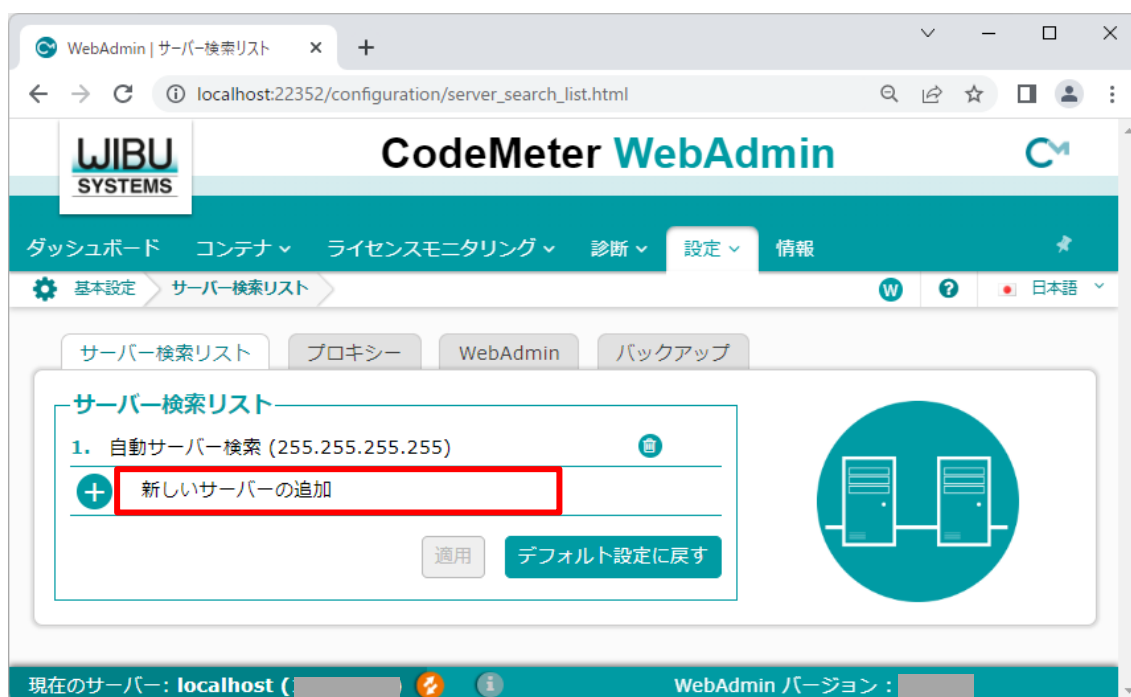 WebAdmin | サーバー検索リスト
localhost:22352/configuration/server_search_list.html
WIBU
SYSTEMS
CodeMeter WebAdmin
ダッシュボード コンテナ ライセンスモニタリング 診断 設定 情報
基本設定 サーバー検索リスト W ? 日本語
サーバー検索リスト プロキシー WebAdmin バックアップ
サーバー検索リスト
1. 自動サーバー検索 (255.255.255.255)
新しいサーバーの追加
適用 デフォルト設定に戻す
現在のサーバー: localhost ( ) WebAdmin バージョン :